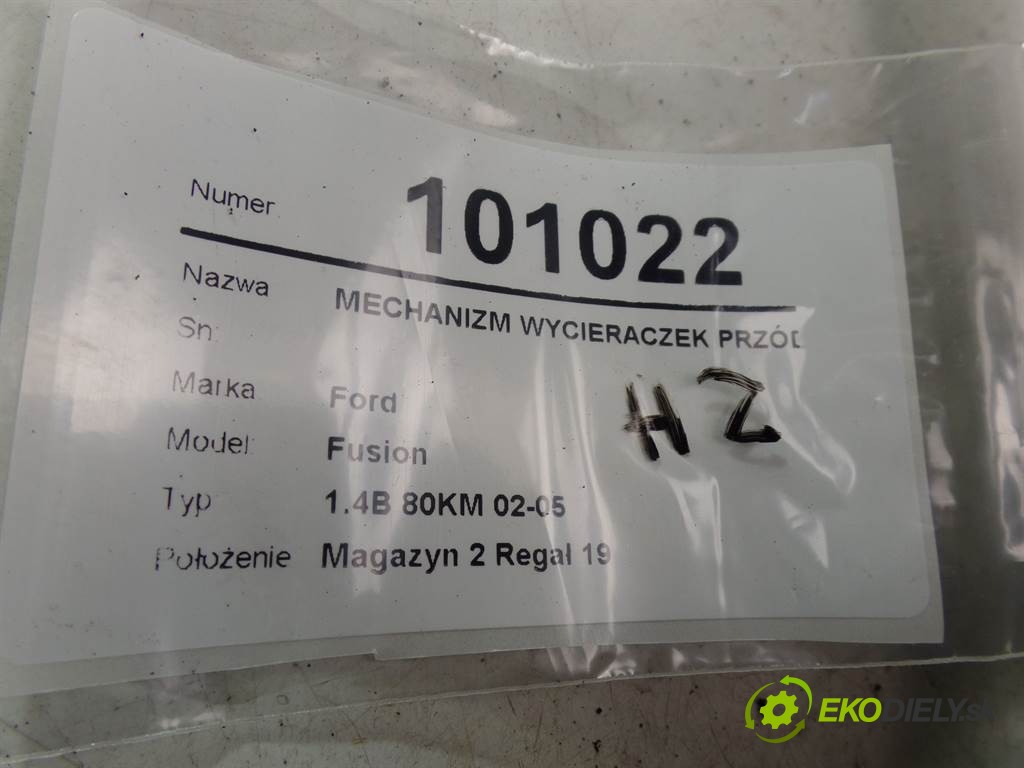 Numer 101022
Nazwa MECHANIZM WYCIERACZEK PRZÓD
Sn:
Marka Ford
Model: Fusion
Typ 1.4B 80KM 02-05
Położenie Magazyn 2 Regał 19
HZ
EKODIELY.sk